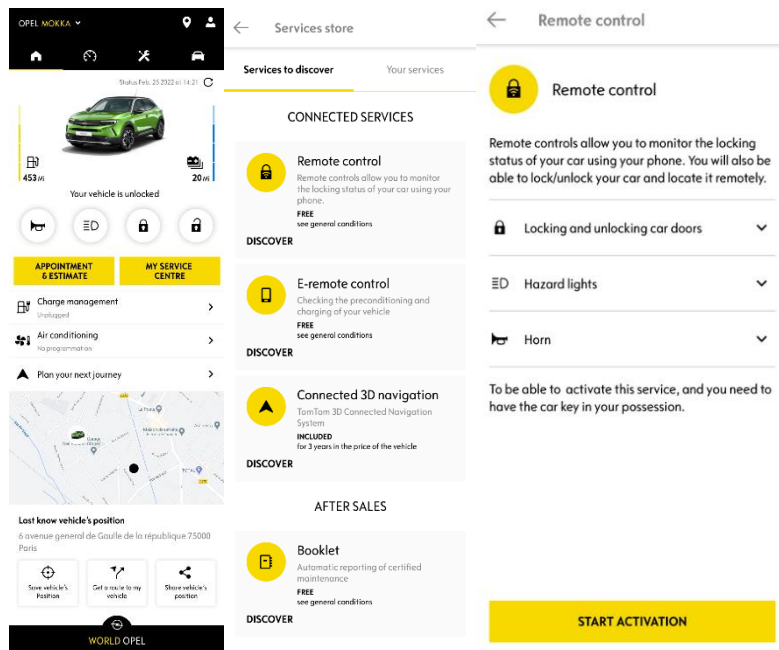 OPEL MOKKA
Status Feb. 25 2022 at 14:21
453 Mi
20 Mi
Your vehicle is unlocked
APPOINTMENT
& ESTIMATE
MY SERVICE
CENTRE
Charge management
Unplugged
Air conditioning
No programmation
Plan your next journey
Last know vehicle's position
6 avenue general de Gaulle de la république 75000
Paris
Save vehicle's
Position
Get a route to my
vehicle
Share vehicle's
position
WORLD OPEL
Services store
Services to discover
Your services
CONNECTED SERVICES
Remote control
Remote controls allow you to monitor
the locking status of your car using your
phone.
FREE
see general conditions
DISCOVER
E-remote control
Checking the preconditioning and
charging of your vehicle
FREE
see general conditions
DISCOVER
Connected 3D navigation
TomTom 3D Connected Navigation
System
INCLUDED
for 3 years in the price of the vehicle
DISCOVER
AFTER SALES
Booklet
Automatic reporting of certified
maintenance
FREE
see general conditions
DISCOVER
Remote control
Remote control
Remote controls allow you to monitor the locking
status of your car using your phone. You will also be
able to lock/unlock your car and locate it remotely.
Locking and unlocking car doors
Hazard lights
Horn
To be able to activate this service, and you need to
have the car key in your possession.
START ACTIVATION